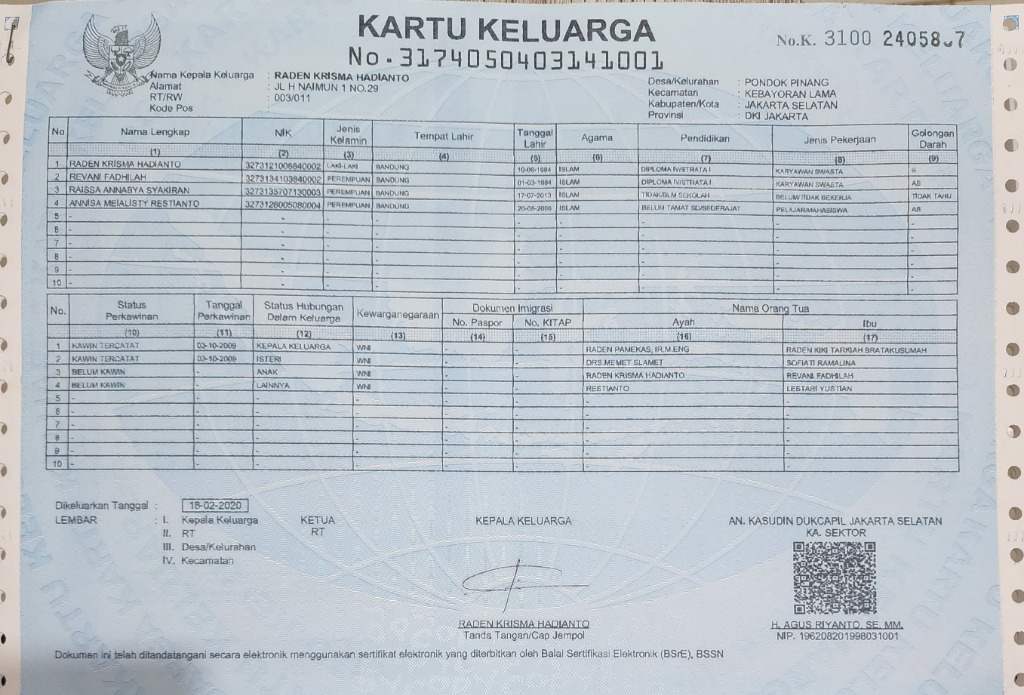 KARTU KELUARGA
No. 3174050403141001
No.K. 3100 24058 7
Nama Kepala Keluarga : RADEN KRISMA HADIANTO
Alamat : JL H NAIMUN 1 NO.29
RT/RW : 003/011
Kode Pos :
Desa/Kelurahan : PONDOK PINANG
Kecamatan : KEBAYORAN LAMA
Kabupaten/Kota : JAKARTA SELATAN
Provinsi : DKI JAKARTA
No Nama Lengkap NIK Jenis Kelamin Tempat Lahir Tanggal Lahir Agama Pendidikan Jenis Pekerjaan Golongan Darah
(1) (2) (3) (4) (5) (6) (7) (8) (9)
1 RADEN KRISMA HADIANTO 3273121006840002 LAKI-LAKI BANDUNG 10-06-1984 ISLAM DIPLOMA IV/STRATA I KARYAWAN SWASTA B
2 REVANI FADHILAH 3273134103840002 PEREMPUAN BANDUNG 01-03-1984 ISLAM DIPLOMA IV/STRATA I KARYAWAN SWASTA AB
3 RAISSA ANNABYA SYAKIRAN 3273135707130003 PEREMPUAN BANDUNG 17-07-2013 ISLAM TIDAK/BLM SEKOLAH BELUM/TIDAK BEKERJA TIDAK TAHU
4 ANNISA MEIALISTY RESTIANTO 3273126005080004 PEREMPUAN BANDUNG 20-05-2008 ISLAM BELUM TAMAT SD/SEDERAJAT PELAJAR/MAHASISWA AB
5 - - - - - - - - -
6 - - - - - - - - -
7 - - - - - - - - -
8 - - - - - - - - -
9 - - - - - - - - -
10 - - - - - - - - -
No. Status Perkawinan Tanggal Perkawinan Status Hubungan Dalam Keluarga Kewarganegaraan Dokumen Imigrasi Nama Orang Tua
No. Paspor No. KITAP Ayah Ibu
(10) (11) (12) (13) (14) (15) (16) (17)
1 KAWIN TERCATAT 03-10-2009 KEPALA KELUARGA WNI - - RADEN PAMEKAS, IR.M.ENG RADEN KIKI TARKIAH BRATAKUSUMAH
2 KAWIN TERCATAT 03-10-2009 ISTERI WNI - - DRS.MEMET SLAMET SOFIATI RAMALINA
3 BELUM KAWIN - ANAK WNI - - RADEN KRISMA HADIANTO REVANI FADHILAH
4 BELUM KAWIN - LAINNYA WNI - - RESTIANTO LESTARI YUSTIAN
5 - - - - - - - -
6 - - - - - - - -
7 - - - - - - - -
8 - - - - - - - -
9 - - - - - - - -
10 - - - - - - - -
Dikeluarkan Tanggal : 18-02-2020
LEMBAR : I. Kepala Keluarga
II. RT
III. Desa/Kelurahan
IV. Kecamatan
KETUA
RT
KEPALA KELUARGA
RADEN KRISMA HADIANTO
Tanda Tangan/Cap Jempol
AN. KASUDIN DUKCAPIL JAKARTA SELATAN
KA. SEKTOR
H. AGUS RIYANTO, SE, MM.
NIP. 196208201998031001
Dokumen ini telah ditandatangani secara elektronik menggunakan sertifikat elektronik yang diterbitkan oleh Balai Sertifikasi Elektronik (BSrE), BSSN